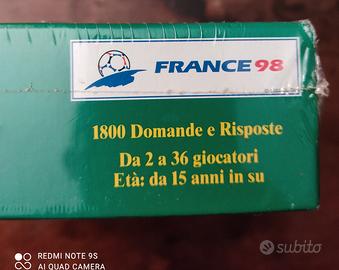 FRANCE 98
1800 Domande e Risposte
Da 2 a 36 giocatori
Età: da 15 anni in su
REDMI NOTE 9S
AI QUAD CAMERA
subito